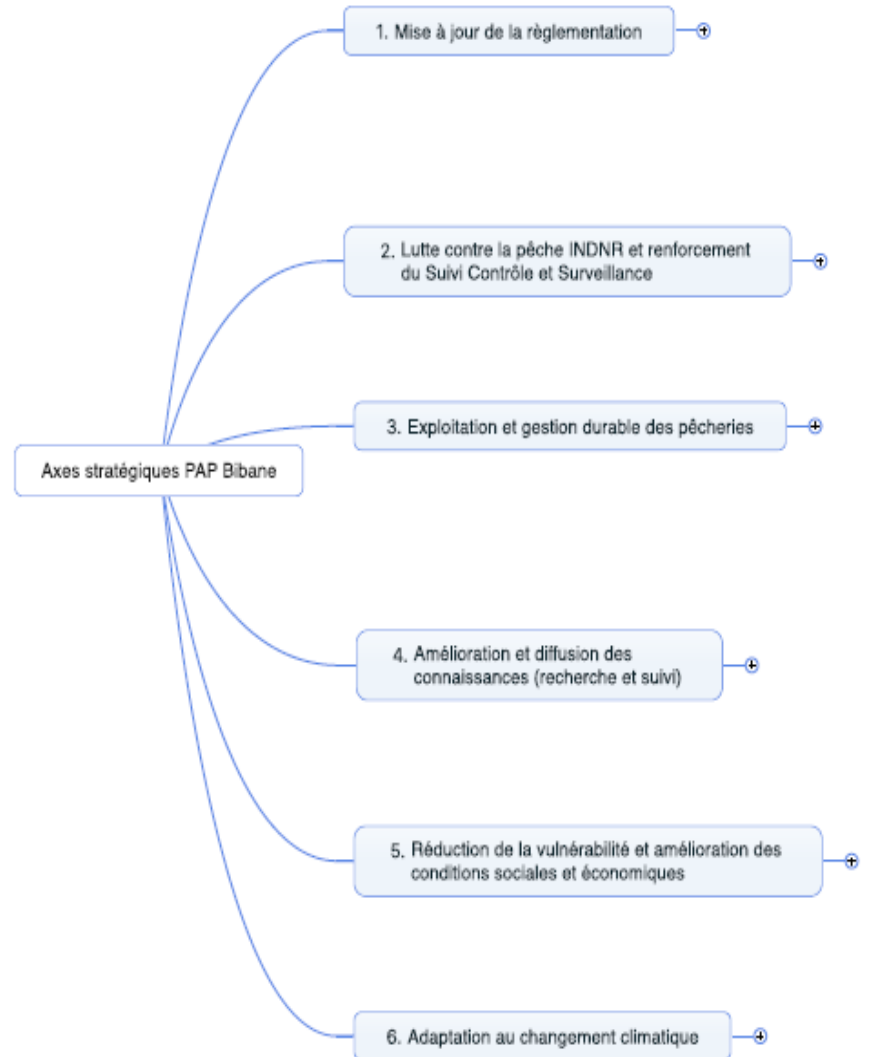 1. Mise à jour de la règlementation
2. Lutte contre la pêche INDNR et renforcement
du Suivi Contrôle et Surveillance
3. Exploitation et gestion durable des pêcheries
Axes stratégiques PAP Bibane
4. Amélioration et diffusion des
connaissances (recherche et suivi)
5. Réduction de la vulnérabilité et amélioration des
conditions sociales et économiques
6. Adaptation au changement climatique